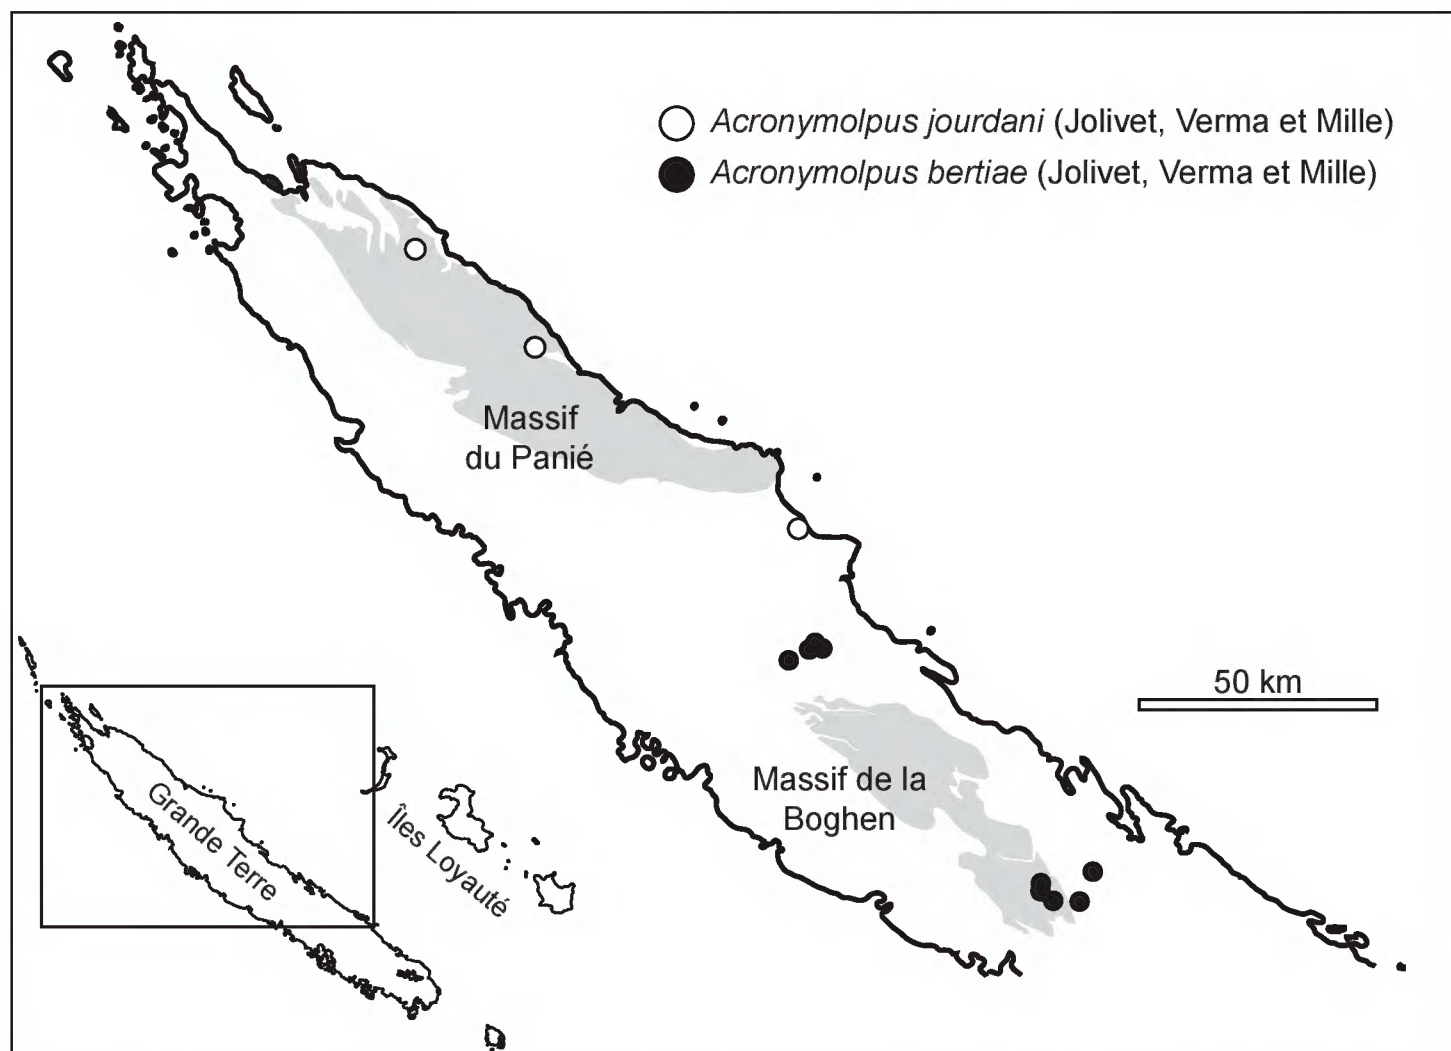 Acronymolpus jourdani (Jolivet, Verma et Mille)
Acronymolpus bertiae (Jolivet, Verma et Mille)
Massif
du Panié
50 km
Massif de la
Boghen
Grande Terre
Îles Loyauté